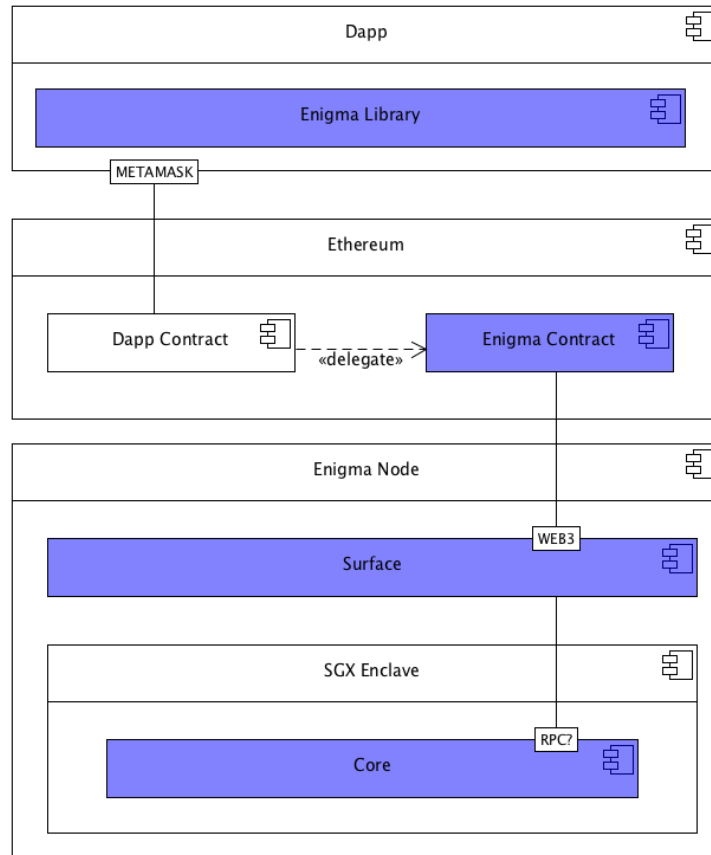 Dapp
Enigma Library
METAMASK
Ethereum
Dapp Contract
Enigma Contract
«delegate»
Enigma Node
WEB3
Surface
SGX Enclave
RPC?
Core